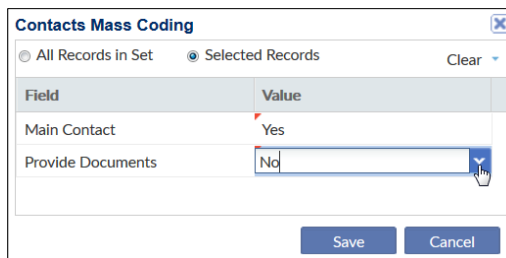 Contacts Mass Coding
All Records in Set Selected Records Clear
Field Value
Main Contact Yes
Provide Documents No
Save Cancel